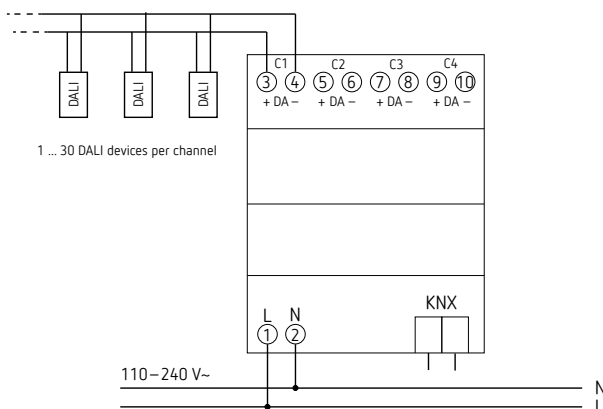 C1 C2 C3 C4
3 4 5 6 7 8 9 10
+ DA – + DA – + DA – + DA –
DALI DALI DALI
1 ... 30 DALI devices per channel
L N KNX
1 2
110–240 V~
N
L